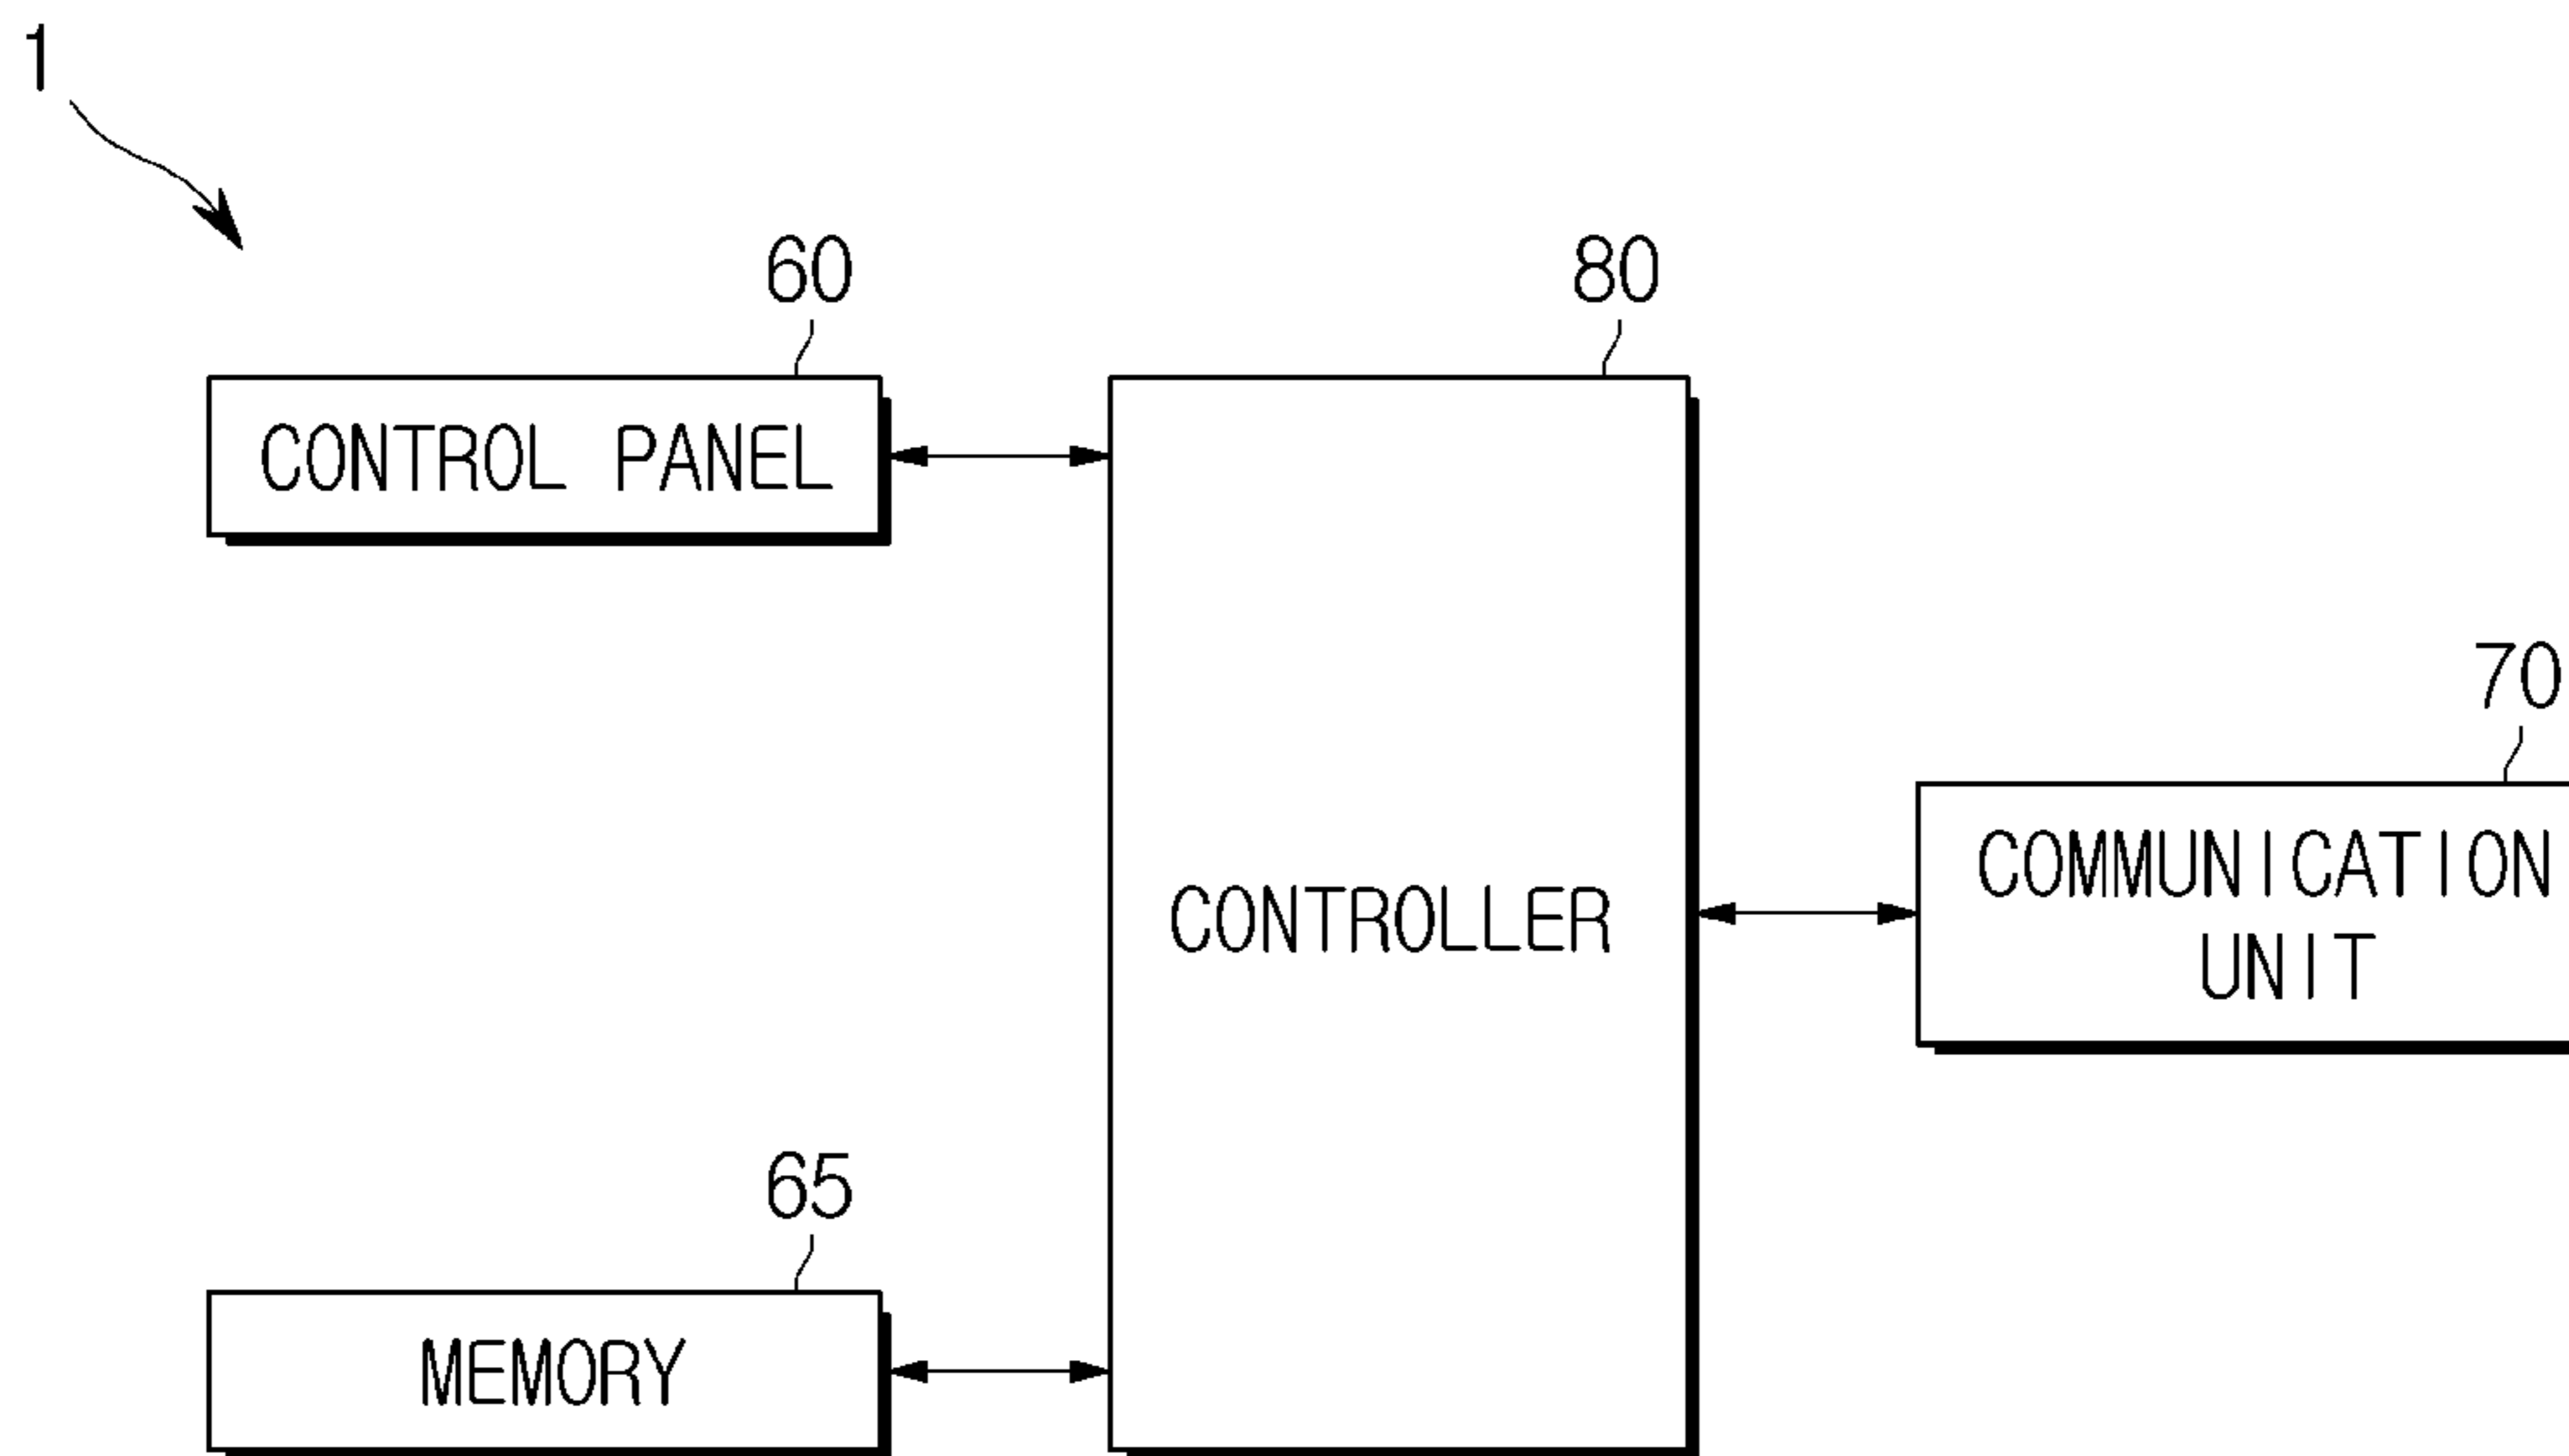 1
60
80
CONTROL PANEL
70
COMMUNICATION
UNIT
CONTROLLER
65
MEMORY